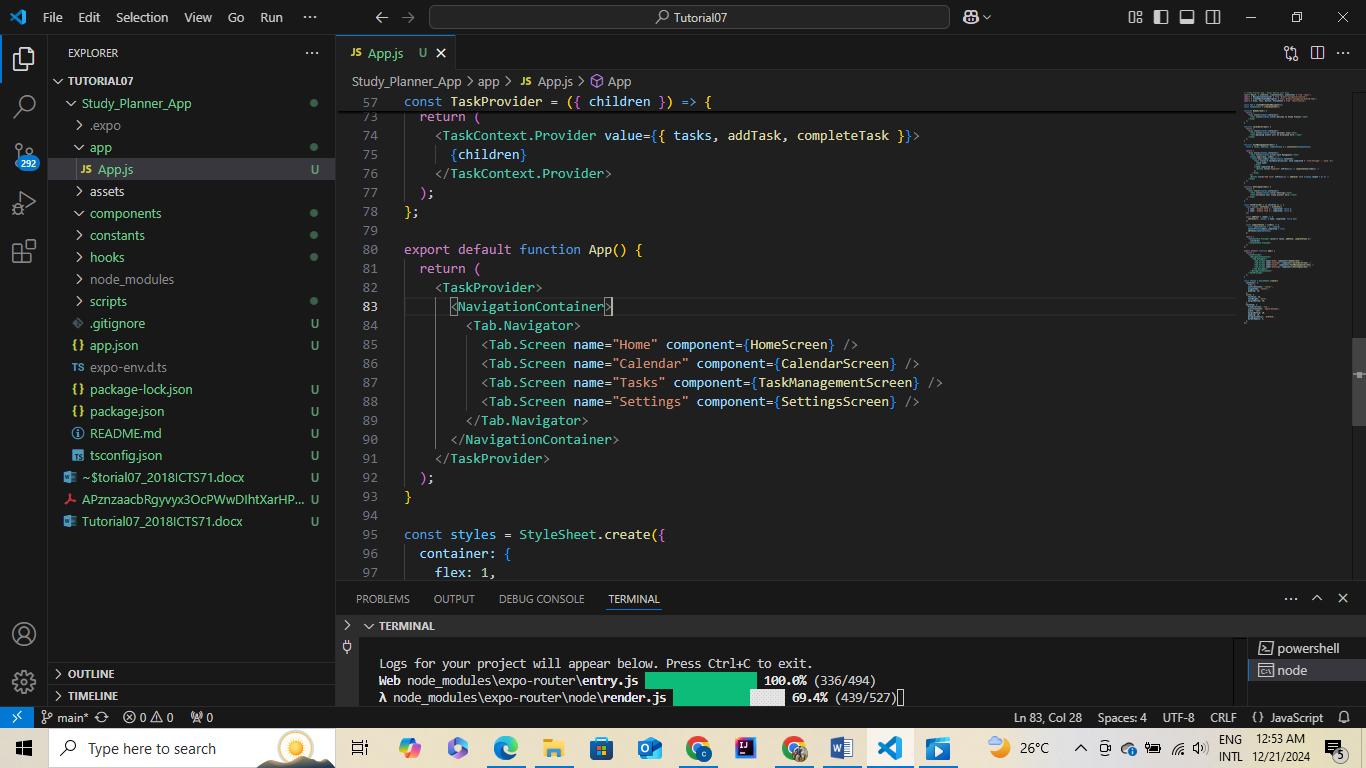 File Edit Selection View Go Run ··· Tutorial07
EXPLORER
TUTORIAL07
Study_Planner_App
.expo
app
JS App.js U
assets
components
constants
hooks
node_modules
scripts
.gitignore U
{} app.json U
TS expo-env.d.ts
{} package-lock.json U
{} package.json U
README.md U
tsconfig.json U
~$torial07_2018ICTS71.docx U
APznzaacbRgyvyx3OcPWwDIhtXarHP... U
Tutorial07_2018ICTS71.docx U
OUTLINE
TIMELINE
292
JS App.js U
Study_Planner_App > app > JS App.js > App
57 const TaskProvider = ({ children }) => {
73 return (
74 <TaskContext.Provider value={{ tasks, addTask, completeTask }}>
75 {children}
76 </TaskContext.Provider>
77 );
78 };
79
80 export default function App() {
81 return (
82 <TaskProvider>
83 <NavigationContainer>
84 <Tab.Navigator>
85 <Tab.Screen name="Home" component={HomeScreen} />
86 <Tab.Screen name="Calendar" component={CalendarScreen} />
87 <Tab.Screen name="Tasks" component={TaskManagementScreen} />
88 <Tab.Screen name="Settings" component={SettingsScreen} />
89 </Tab.Navigator>
90 </NavigationContainer>
91 </TaskProvider>
92 );
93 }
94
95 const styles = StyleSheet.create({
96 container: {
97 flex: 1,
PROBLEMS OUTPUT DEBUG CONSOLE TERMINAL
TERMINAL
Logs for your project will appear below. Press Ctrl+C to exit.
Web node_modules\expo-router\entry.js 100.0% (336/494)
λ node_modules\expo-router\node\render.js 69.4% (439/527)
powershell
node
main* 0 0 0 Ln 83, Col 28 Spaces: 4 UTF-8 CRLF {} JavaScript
Type here to search 26°C ENG 12:53 AM
INTL 12/21/2024 5